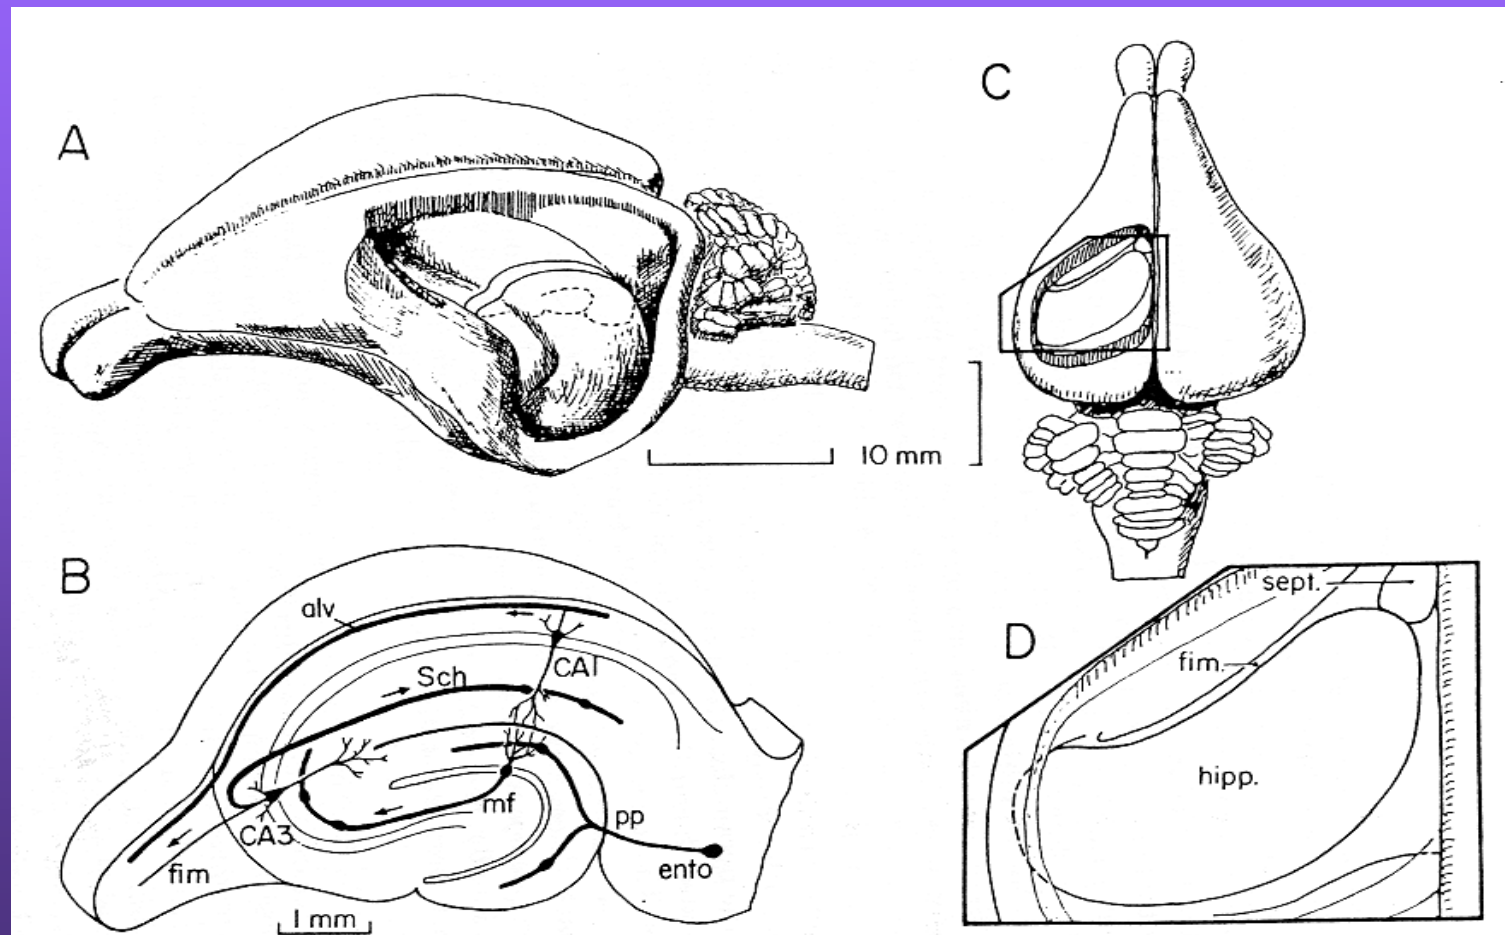 A
10 mm
B
alv
Sch
CA1
CA3
mf
pp
fim
ento
1 mm
C
D
sept.
fim.
hipp.